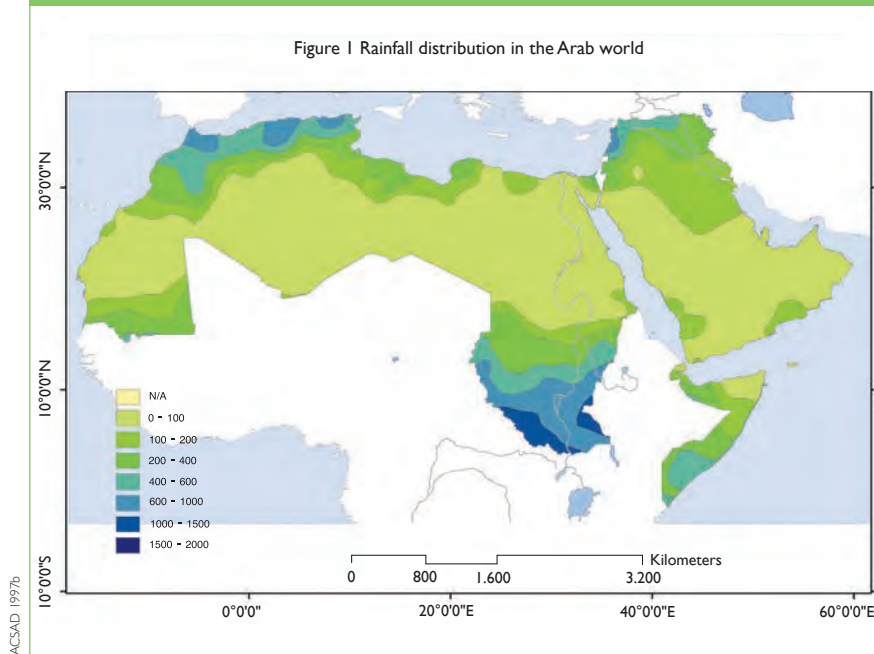 Figure 1 Rainfall distribution in the Arab world
30°0'0"N
10°0'0"N
10°0'0"S
N/A
0 - 100
100 - 200
200 - 400
400 - 600
600 - 1000
1000 - 1500
1500 - 2000
Kilometers
0 800 1.600 3.200
0°0'0" 20°0'0"E 40°0'0"E 60°0'0"E
ACSAD 1997b